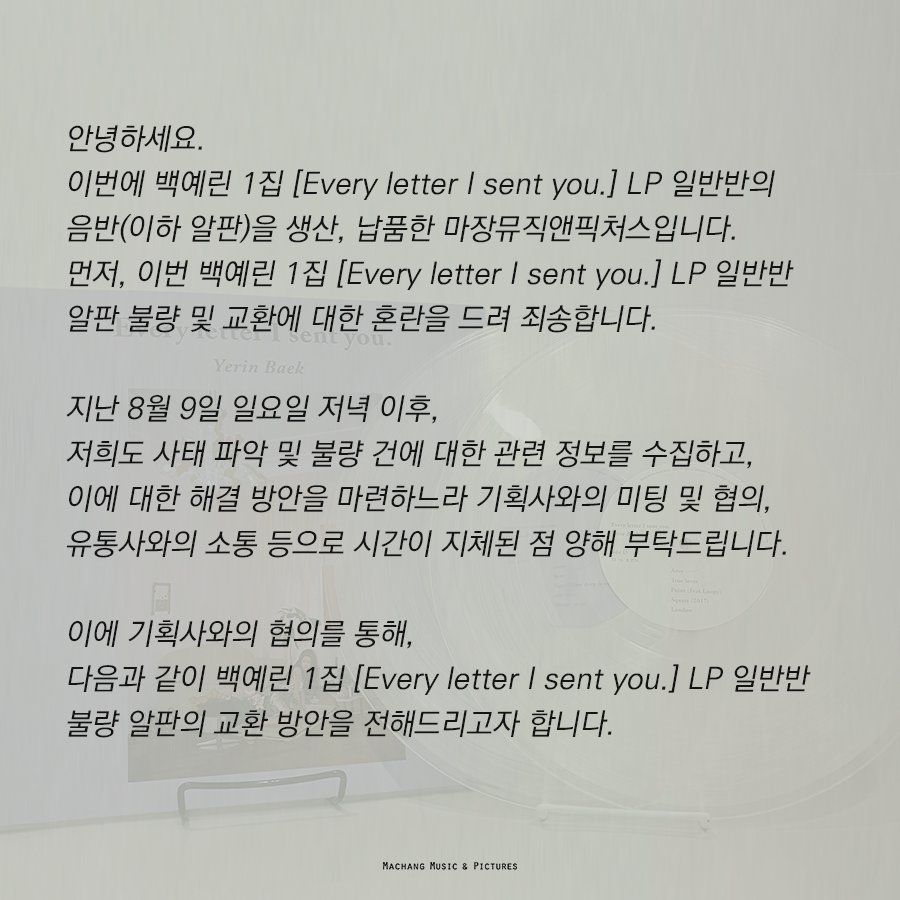 안녕하세요.
이번에 백예린 1집 [Every letter I sent you.] LP 일반반의
음반(이하 알판)을 생산, 납품한 마장뮤직앤픽처스입니다.
먼저, 이번 백예린 1집 [Every letter I sent you.] LP 일반반
알판 불량 및 교환에 대한 혼란을 드려 죄송합니다.
Every letter I sent you.
Yerin Baek
지난 8월 9일 일요일 저녁 이후,
저희도 사태 파악 및 불량 건에 대한 관련 정보를 수집하고,
이에 대한 해결 방안을 마련하느라 기획사와의 미팅 및 협의,
유통사와의 소통 등으로 시간이 지체된 점 양해 부탁드립니다.
이에 기획사와의 협의를 통해,
다음과 같이 백예린 1집 [Every letter I sent you.] LP 일반반
불량 알판의 교환 방안을 전해드리고자 합니다.
Machang Music & Pictures